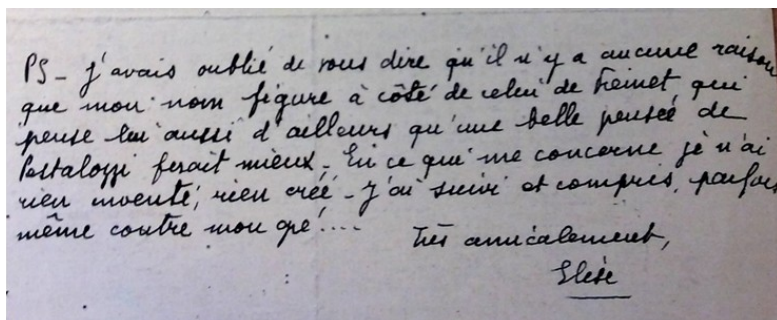 PS - J'avais oublié de vous dire qu'il n'y a aucune raison
que mon nom figure à côté de celui de Freinet qui
pense lui aussi d'ailleurs qu'une belle pensée de
Pestalozzi ferait mieux. En ce qui me concerne je n'ai
rien inventé, rien créé - J'ai suivi et compris, parfois
même contre mon gré !....
Très amicalement,
Elise